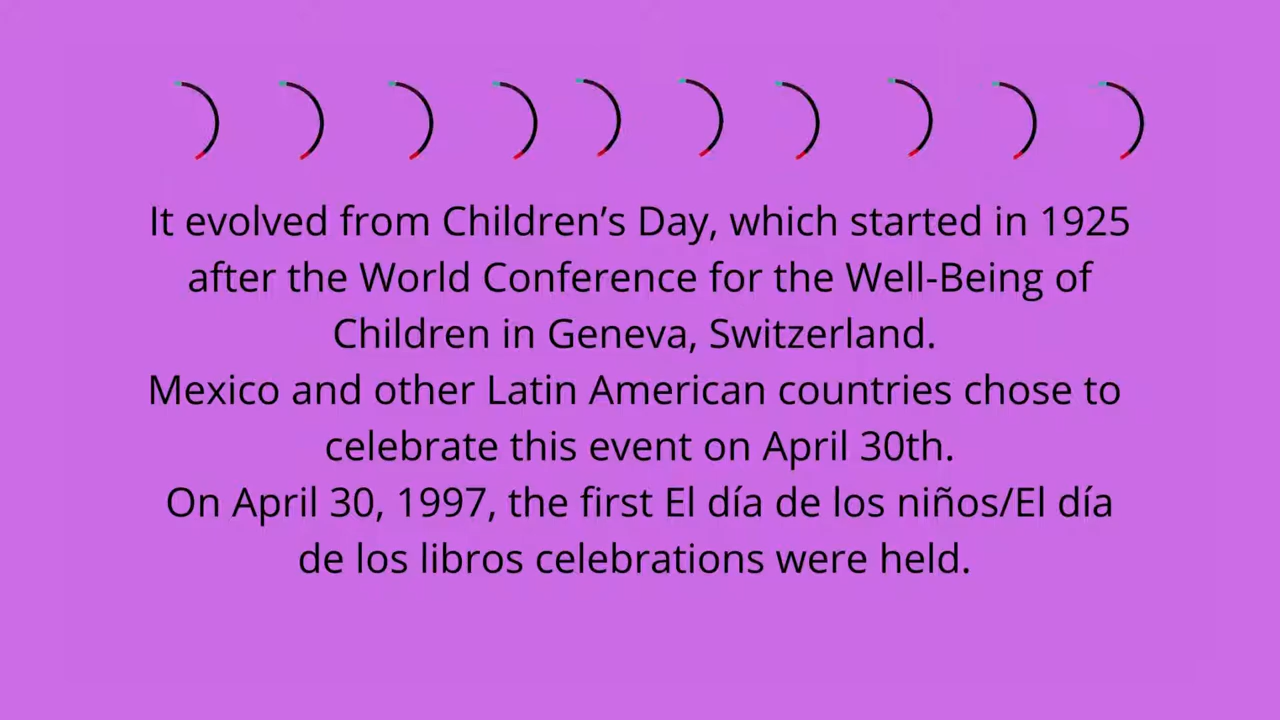 It evolved from Children’s Day, which started in 1925
after the World Conference for the Well-Being of
Children in Geneva, Switzerland.
Mexico and other Latin American countries chose to
celebrate this event on April 30th.
On April 30, 1997, the first El día de los niños/El día
de los libros celebrations were held.